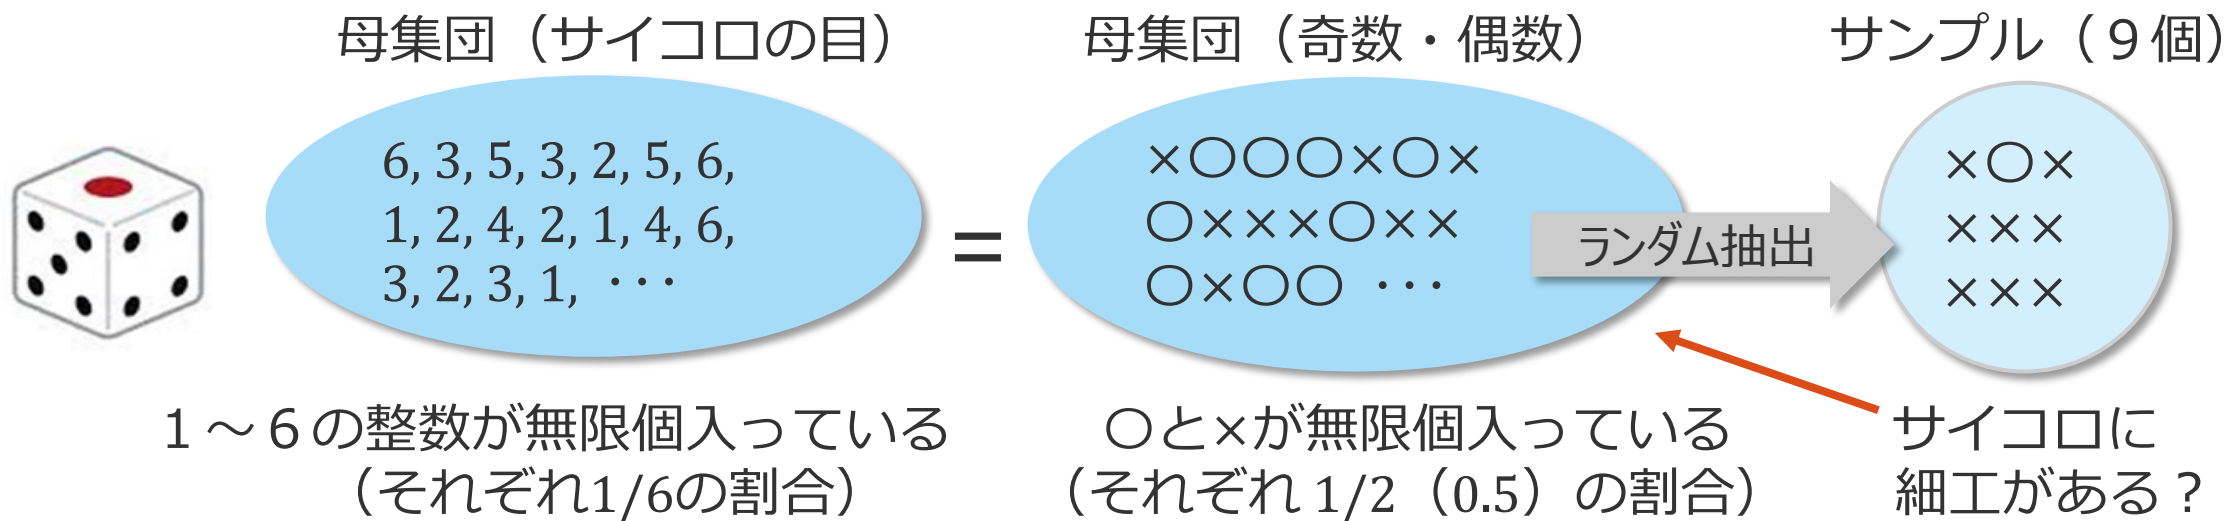 母集団（サイコロの目）
6, 3, 5, 3, 2, 5, 6,
1, 2, 4, 2, 1, 4, 6,
3, 2, 3, 1, ・・・
１～６の整数が無限個入っている
（それぞれ1/6の割合）
=
母集団（奇数・偶数）
×〇〇〇×〇×
〇×××〇××
〇×〇〇 ・・・
〇と×が無限個入っている
（それぞれ 1/2（0.5）の割合）
ランダム抽出
サンプル（９個）
×〇×
×××
×××
サイコロに
細工がある？